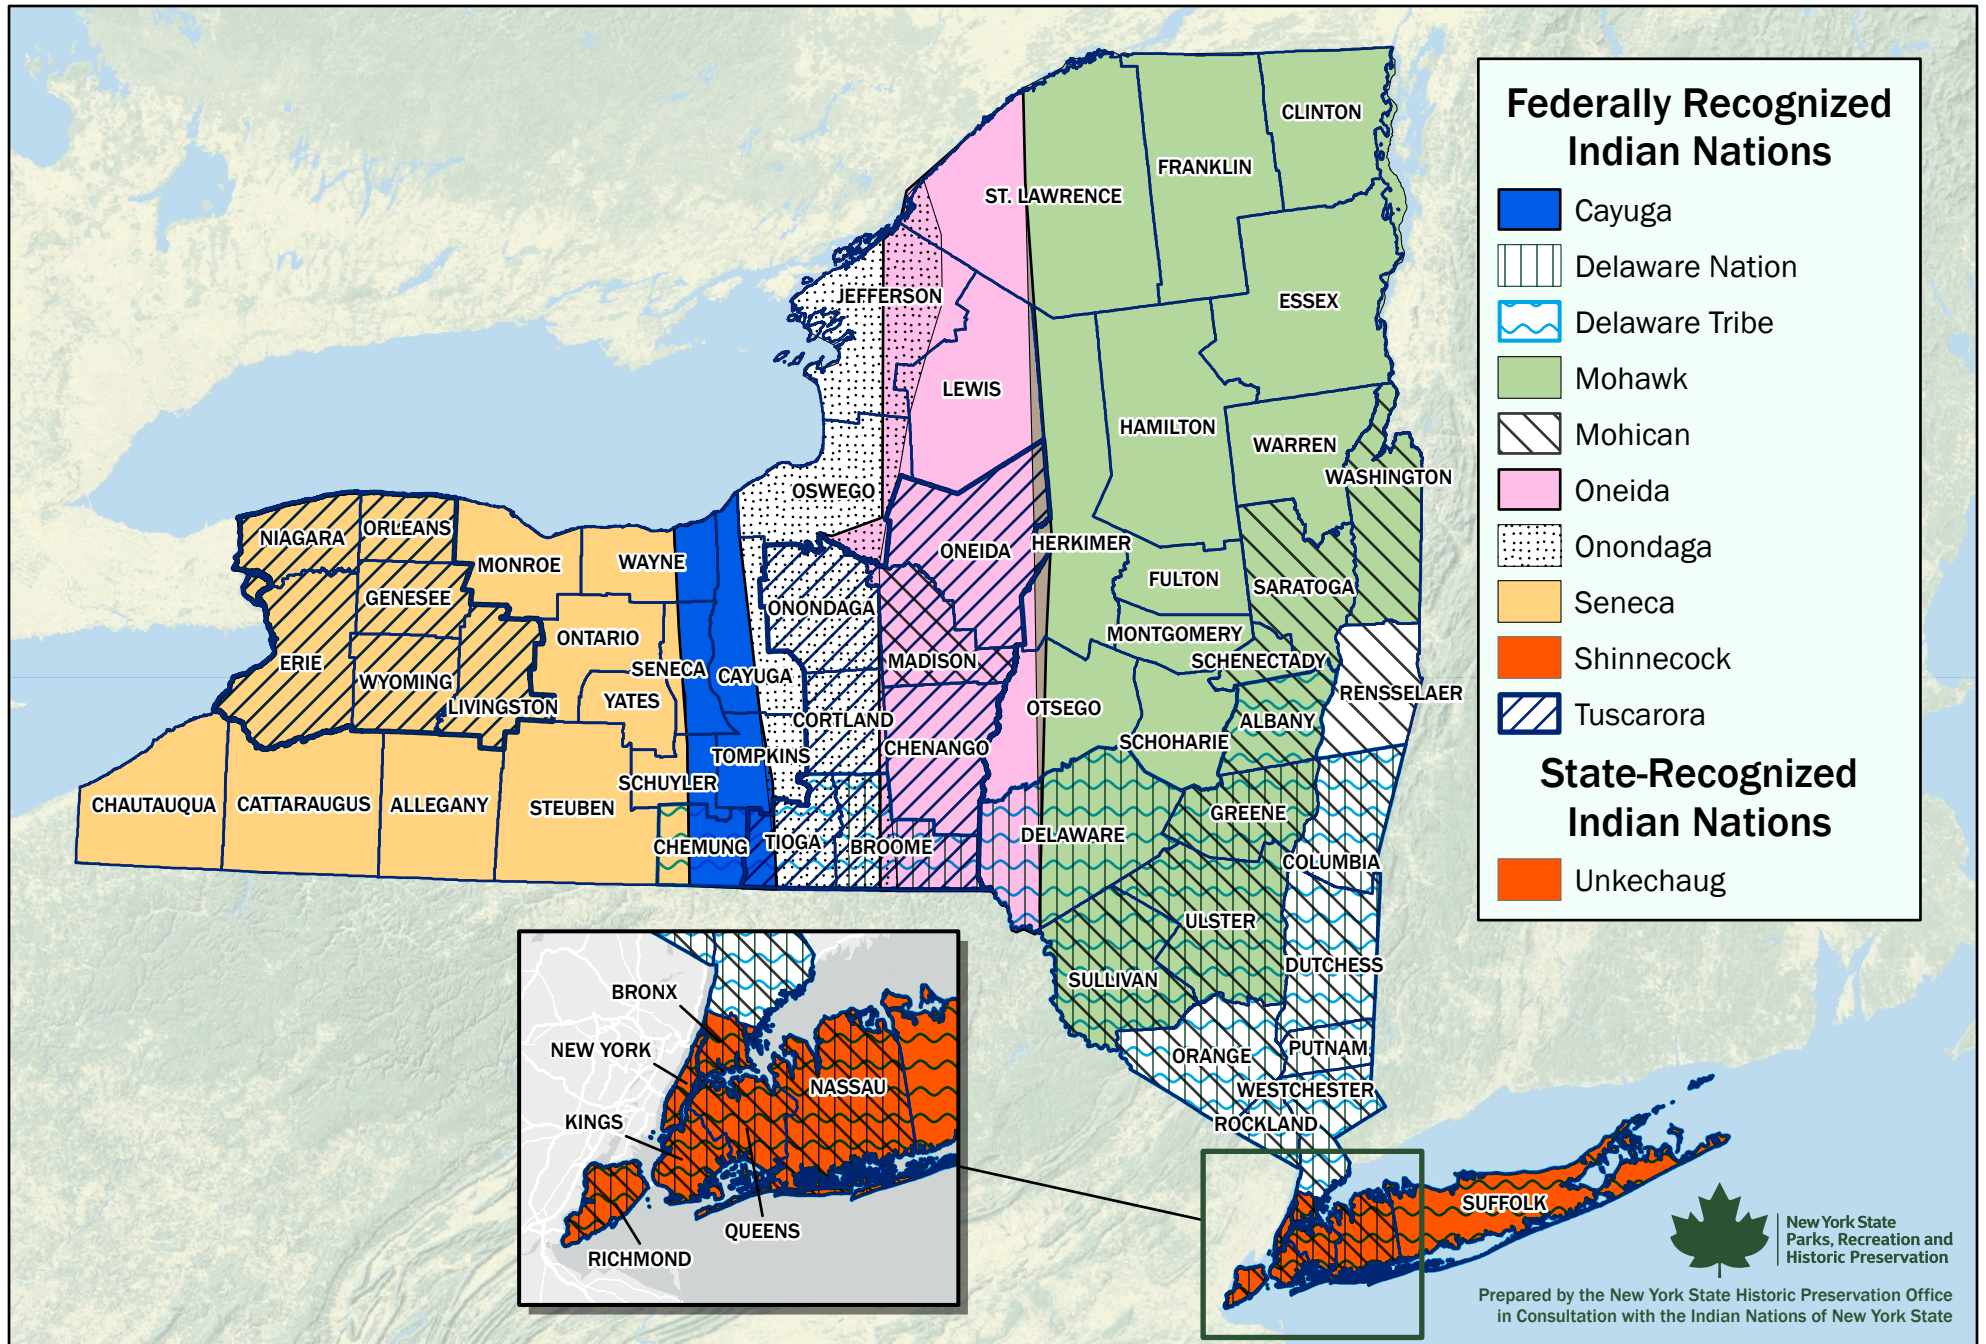 Federally Recognized
Indian Nations
Cayuga
Delaware Nation
Delaware Tribe
Mohawk
Mohican
Oneida
Onondaga
Seneca
Shinnecock
Tuscarora
State-Recognized
Indian Nations
Unkechaug
CLINTON
FRANKLIN
ST. LAWRENCE
JEFFERSON
ESSEX
LEWIS
HAMILTON
WARREN
WASHINGTON
OSWEGO
NIAGARA
ORLEANS
MONROE
WAYNE
ONEIDA
HERKIMER
FULTON
SARATOGA
GENESEE
ONONDAGA
ONTARIO
MONTGOMERY
ERIE
WYOMING
SENECA
CAYUGA
MADISON
SCHENECTADY
RENSSELAER
LIVINGSTON
YATES
CORTLAND
OTSEGO
ALBANY
CHENANGO
SCHOHARIE
TOMPKINS
SCHUYLER
CHAUTAUQUA
CATTARAUGUS
ALLEGANY
STEUBEN
GREENE
CHEMUNG
TIOGA
BROOME
DELAWARE
COLUMBIA
ULSTER
DUTCHESS
SULLIVAN
ORANGE
PUTNAM
WESTCHESTER
ROCKLAND
SUFFOLK
BRONX
NEW YORK
NASSAU
KINGS
QUEENS
RICHMOND
New York State
Parks, Recreation and
Historic Preservation
Prepared by the New York State Historic Preservation Office
in Consultation with the Indian Nations of New York State